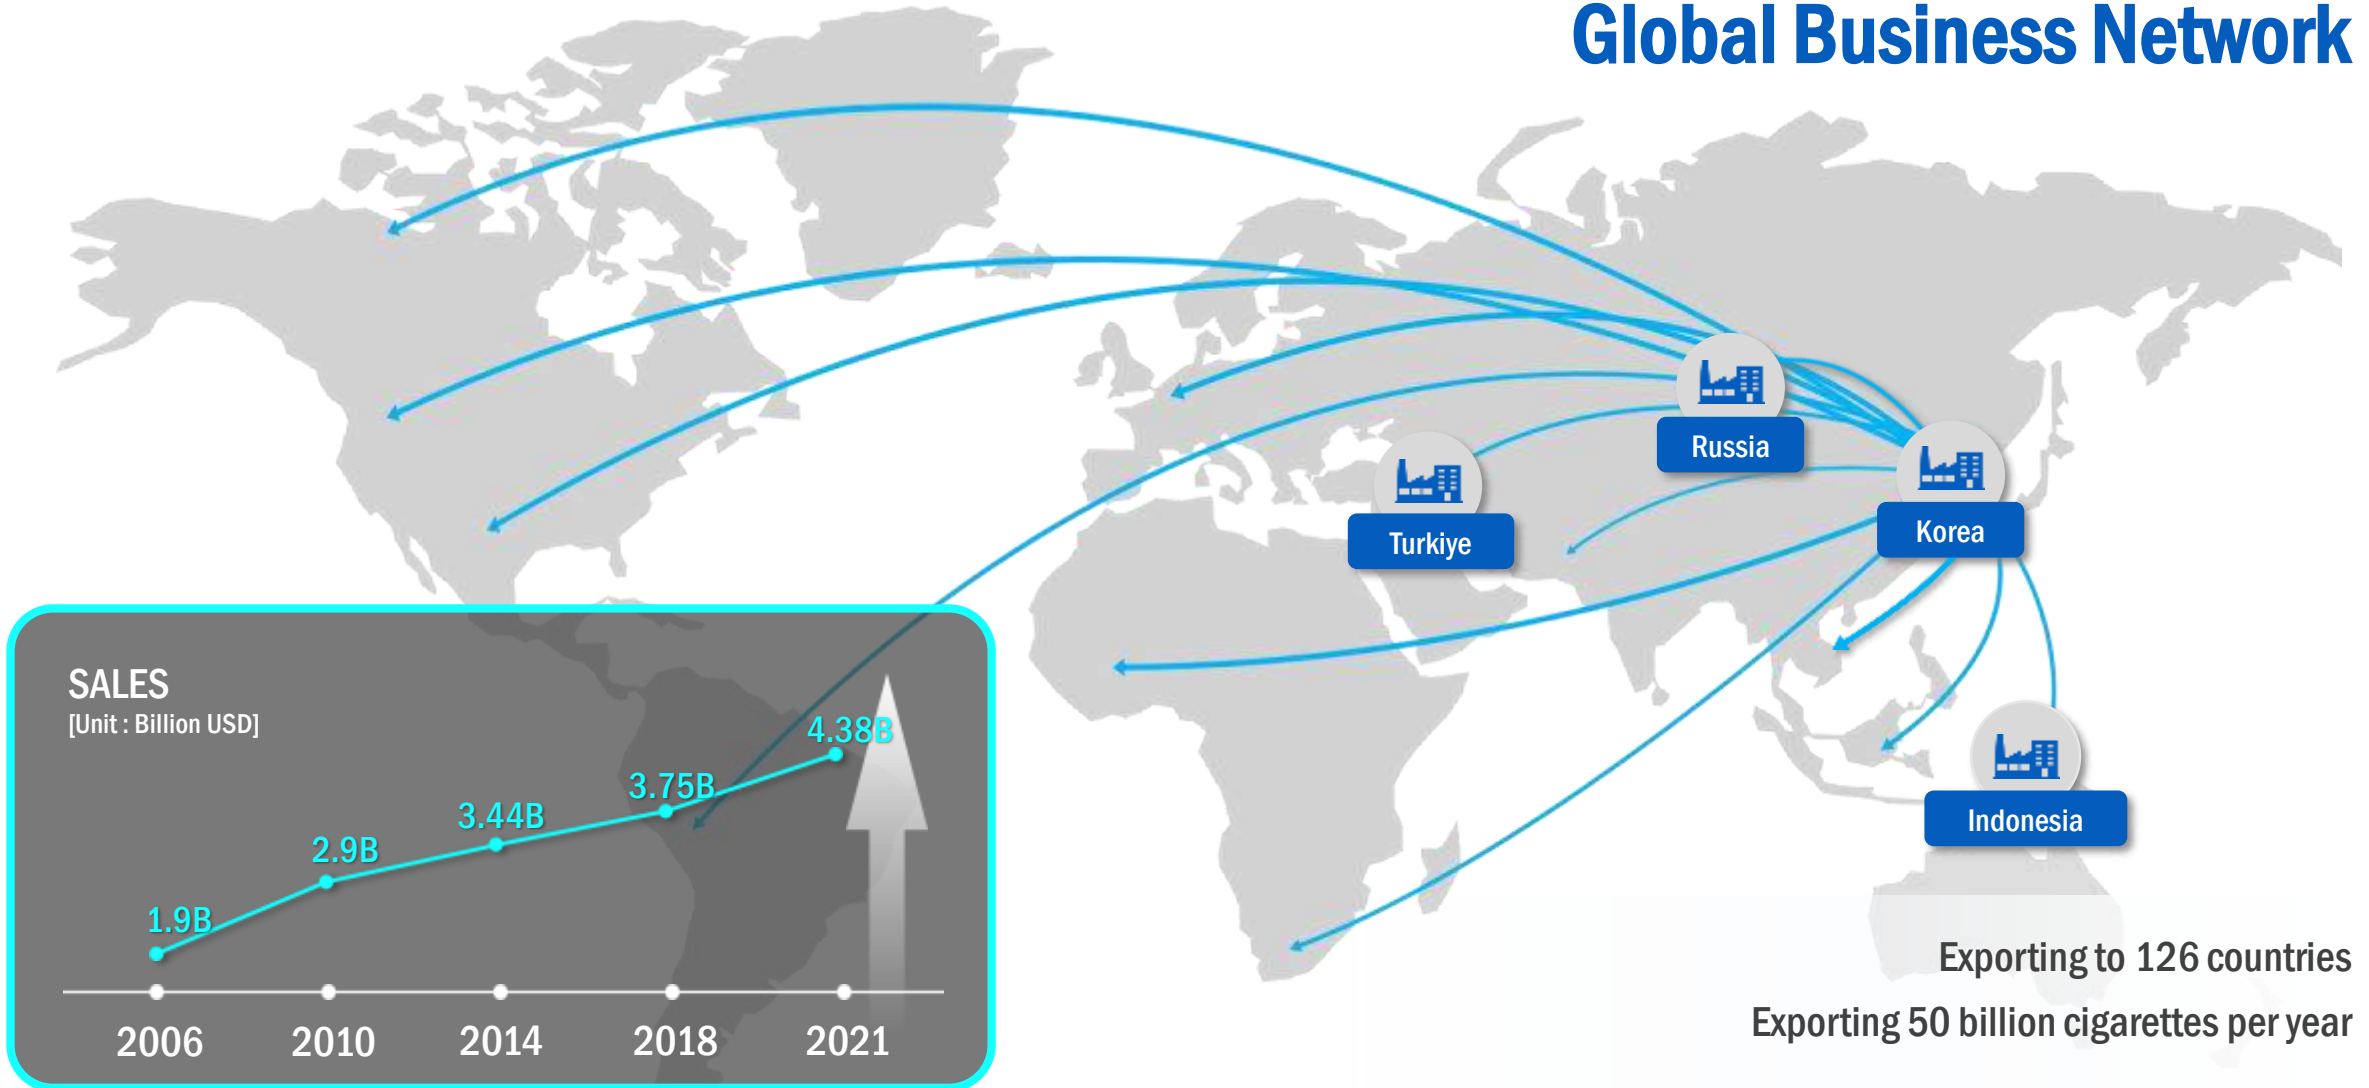 Global Business Network
Russia
Turkiye
Korea
Indonesia
SALES
[Unit : Billion USD]
4.38B
3.75B
3.44B
2.9B
1.9B
2006 2010 2014 2018 2021
Exporting to 126 countries
Exporting 50 billion cigarettes per year